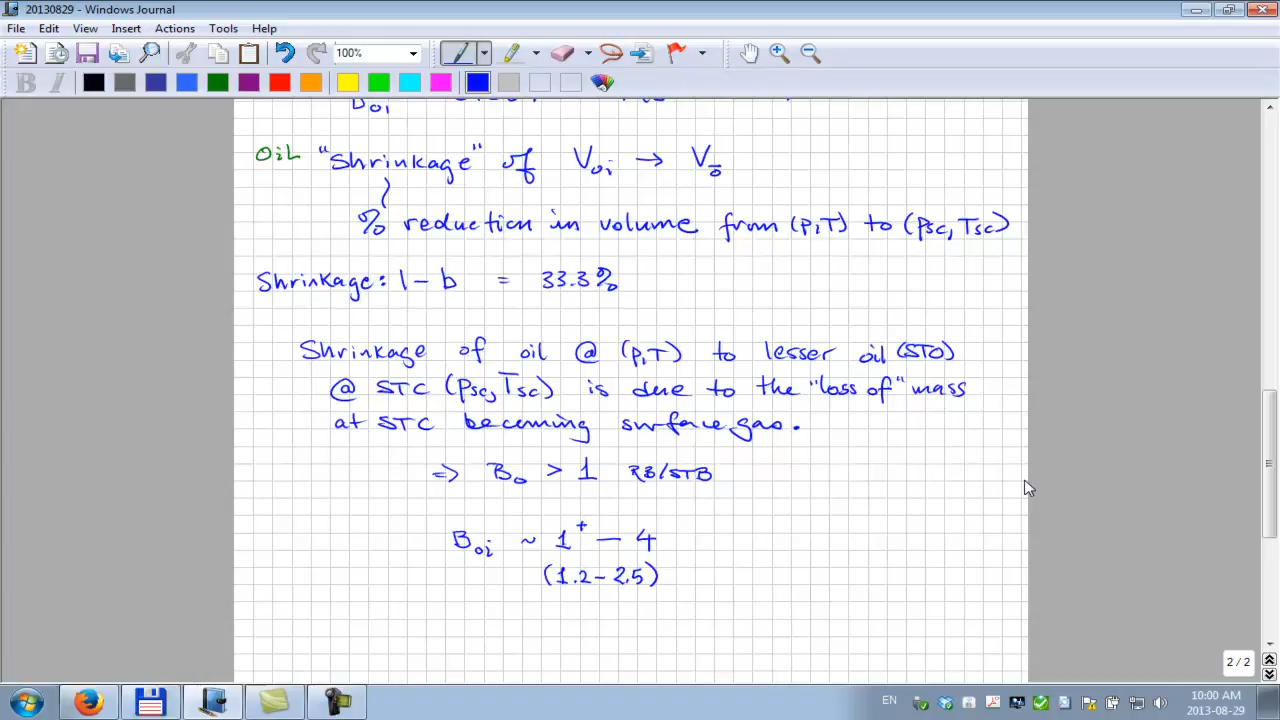 20130829 - Windows Journal
File Edit View Insert Actions Tools Help
100%
B I
Boi
OiL "Shrinkage" of Voi → Vō
% reduction in volume from (p,T) to (psc, Tsc)
Shrinkage: 1 - b = 33.3%
Shrinkage of oil @ (p,T) to lesser oil (STO)
@ STC (Psc, Tsc) is due to the "loss of" mass
at STC becoming surface gas.
⇒ Bo > 1 RB/STB
Boi ~ 1⁺ — 4
(1.2 - 2.5)
2 / 2
EN
10:00 AM
2013-08-29